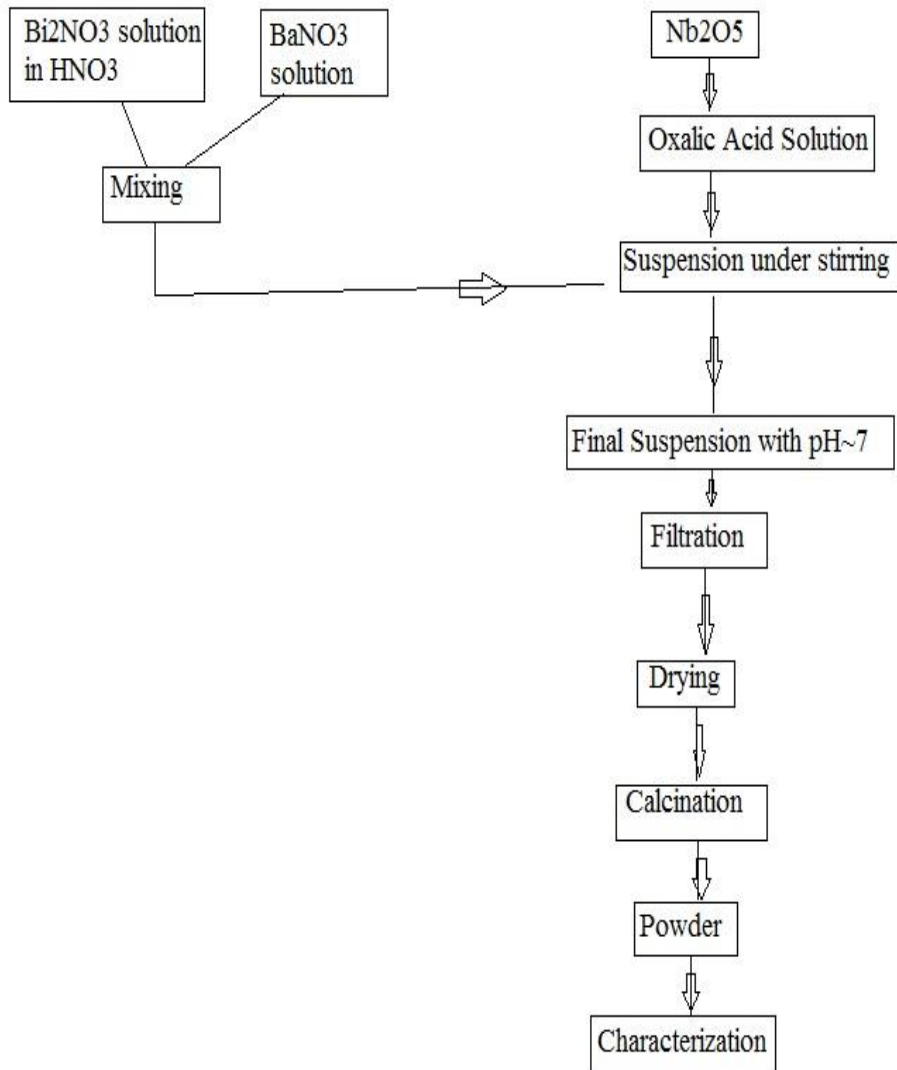 Bi2NO3 solution
in HNO3
BaNO3
solution
Mixing
Nb2O5
Oxalic Acid Solution
Suspension under stirring
Final Suspension with pH~7
Filtration
Drying
Calcination
Powder
Characterization